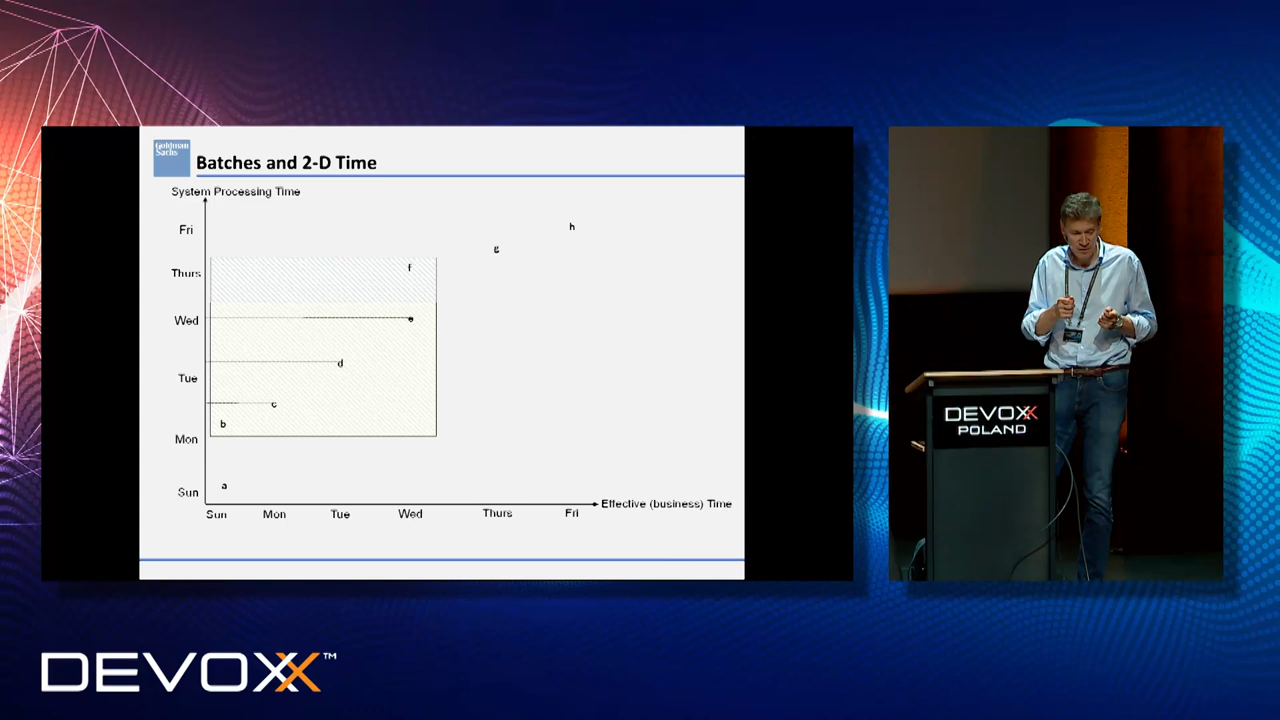 Goldman
Sachs
Batches and 2-D Time
System Processing Time
Fri
h
g
Thurs
f
Wed
e
Tue
d
c
b
Mon
Sun
a
Effective (business) Time
Sun Mon Tue Wed Thurs Fri
DEVOXX
POLAND
DEVOXX™